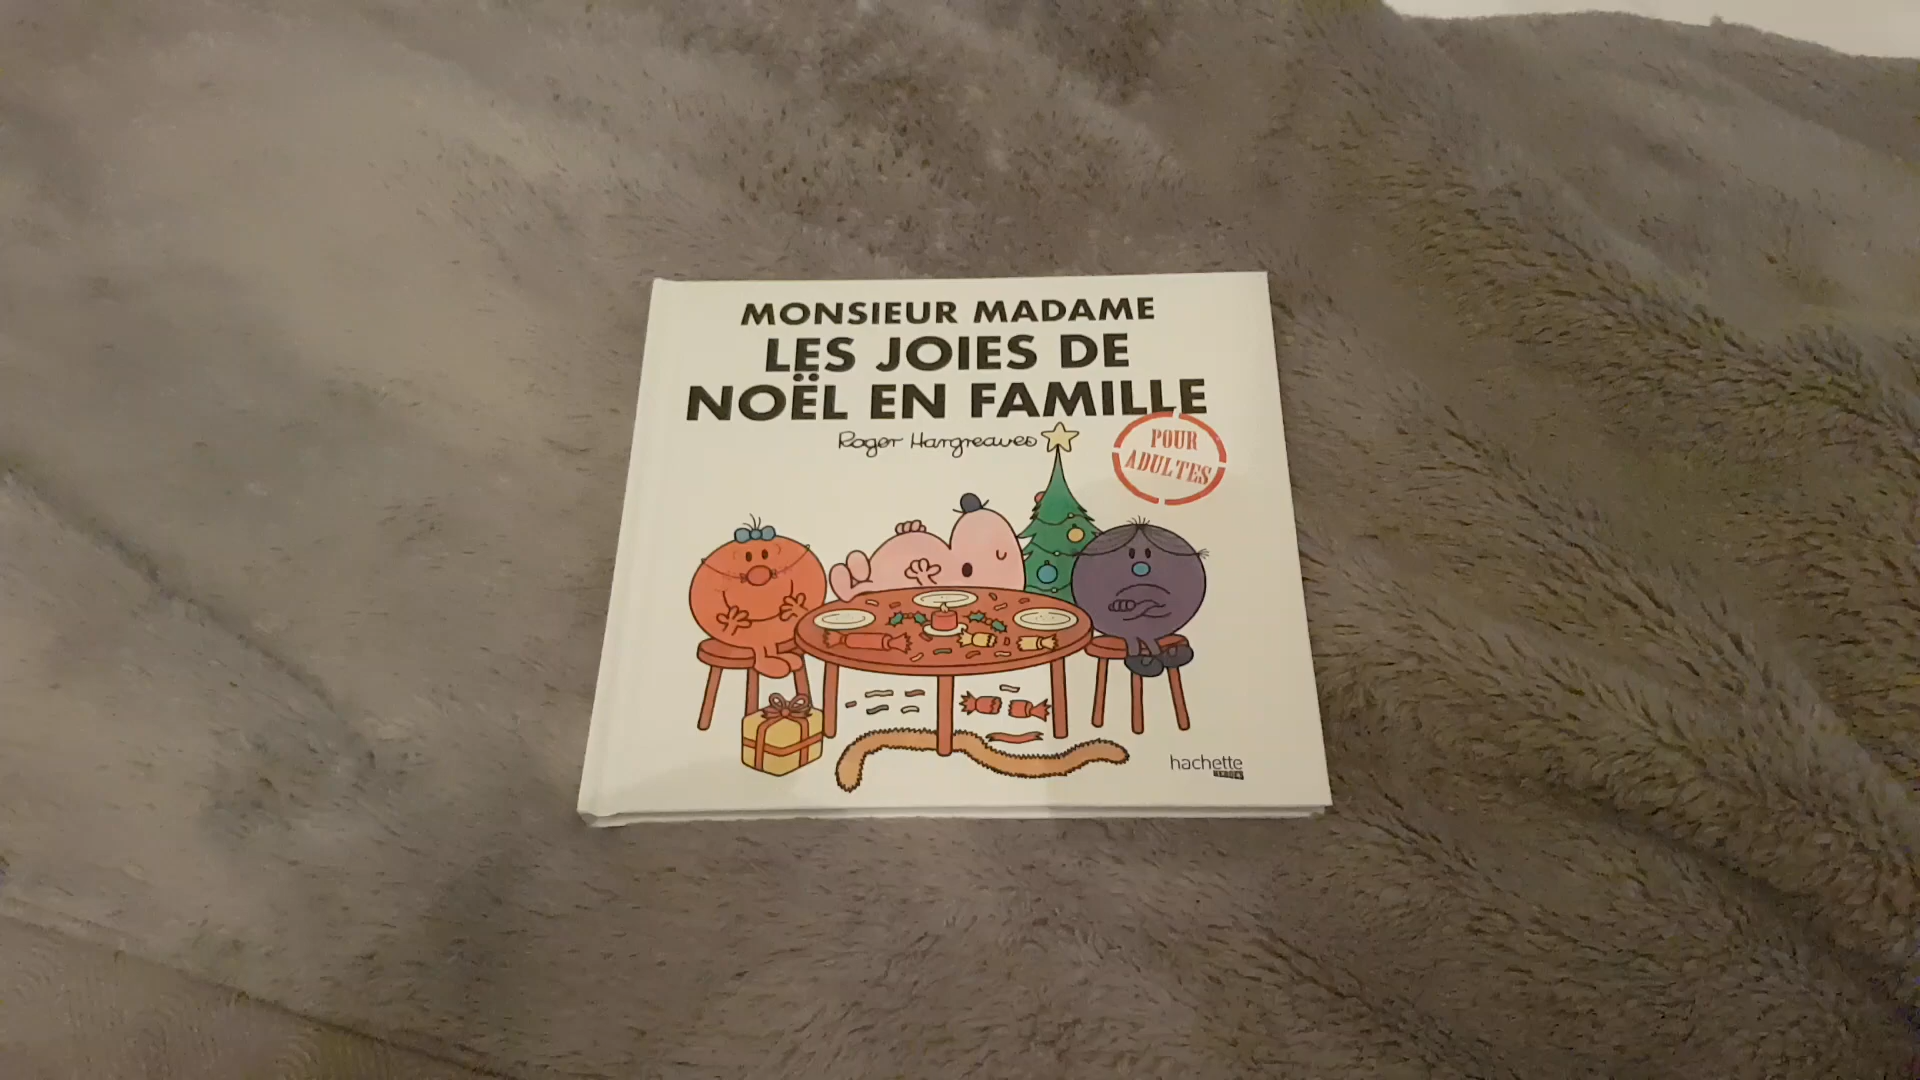 MONSIEUR MADAME
LES JOIES DE
NOËL EN FAMILLE
Roger Hargreaves
POUR
ADULTES
hachette